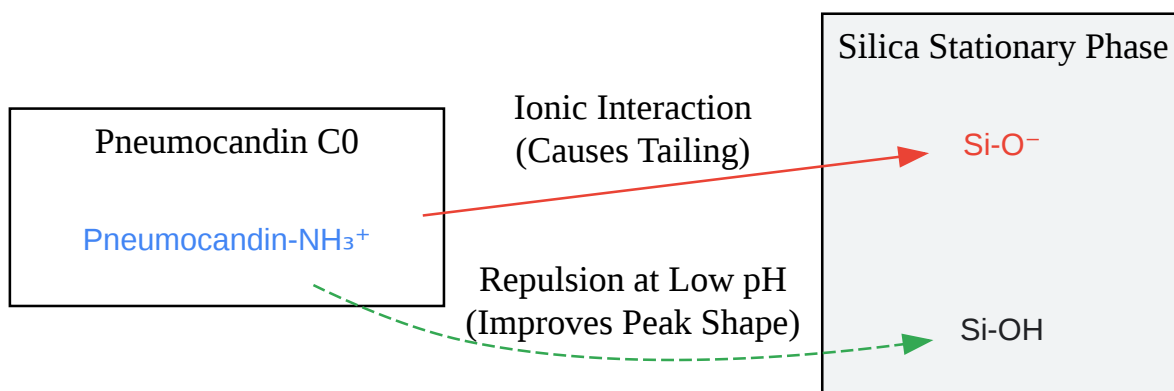 Silica Stationary Phase
Pneumocandin C0
Ionic Interaction
(Causes Tailing)
Si-O⁻
Pneumocandin-NH₃⁺
Repulsion at Low pH
(Improves Peak Shape)
Si-OH